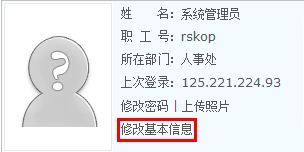 姓　　名：系统管理员
职 工 号：rskop
所在部门：人事处
上次登录：125.221.224.93
修改密码 | 上传照片
修改基本信息